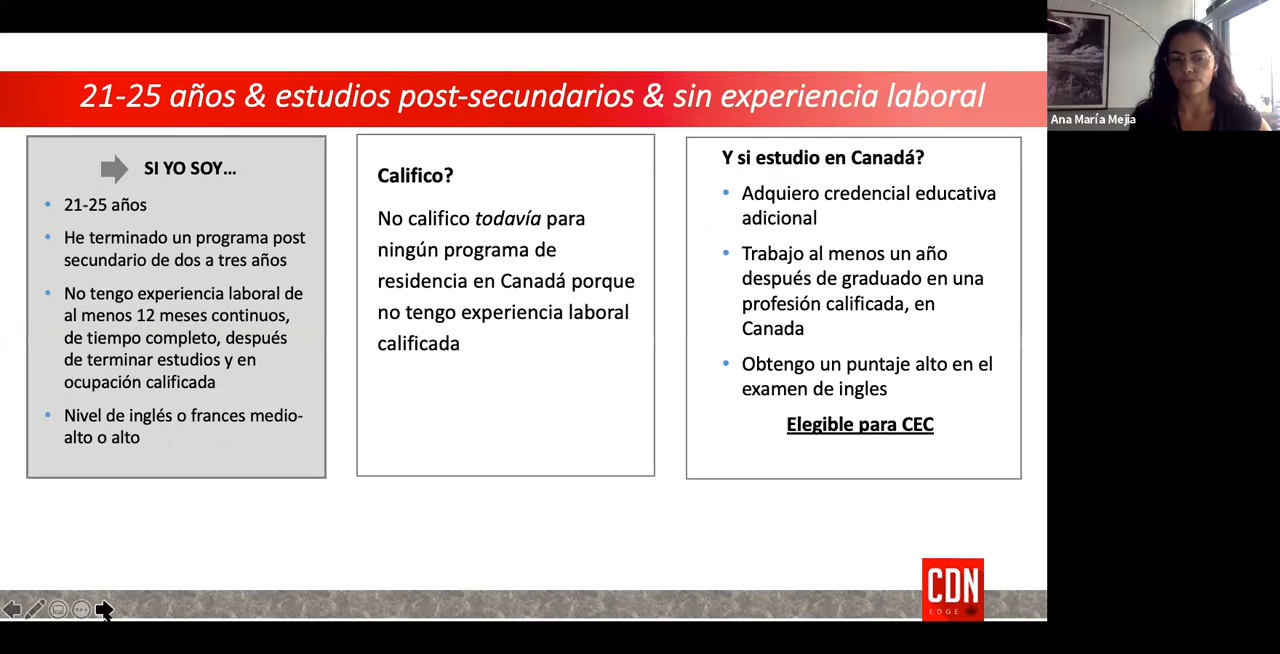 21-25 años & estudios post-secundarios & sin experiencia laboral
Ana María Mejia
SI YO SOY...
• 21-25 años
• He terminado un programa post
secundario de dos a tres años
• No tengo experiencia laboral de
al menos 12 meses continuos,
de tiempo completo, después
de terminar estudios y en
ocupación calificada
• Nivel de inglés o frances medio-
alto o alto
Califico?
No califico todavía para
ningún programa de
residencia en Canadá porque
no tengo experiencia laboral
calificada
Y si estudio en Canadá?
• Adquiero credencial educativa
adicional
• Trabajo al menos un año
después de graduado en una
profesión calificada, en
Canada
• Obtengo un puntaje alto en el
examen de ingles
Elegible para CEC
CDN
EDGE